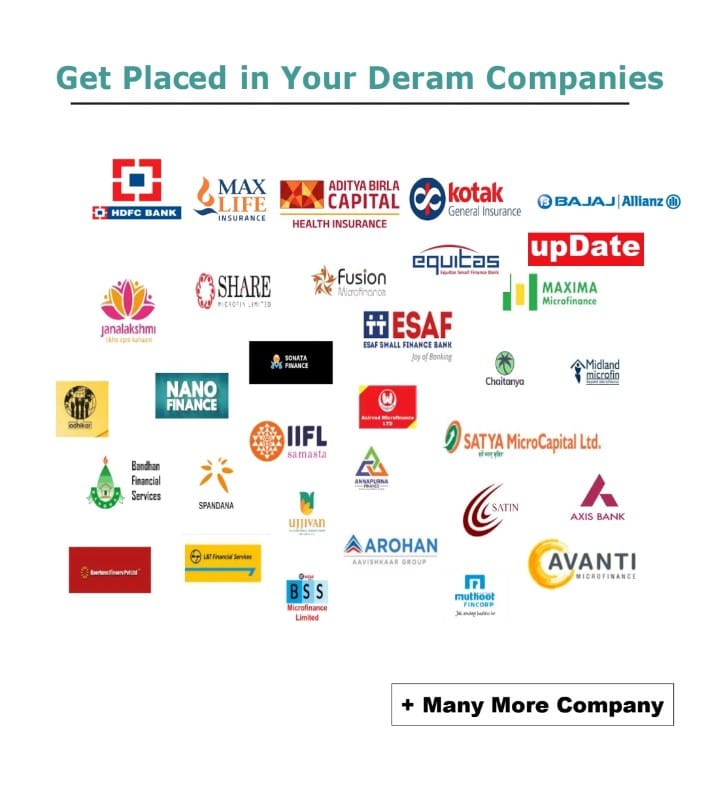 Get Placed in Your Deram Companies
HDFC BANK
MAX
LIFE
INSURANCE
ADITYA BIRLA
CAPITAL
HEALTH INSURANCE
kotak
General Insurance
BAJAJ | Allianz
upDate
equitas
Equitas Small Finance Bank
janalakshmi
likho apni kahaani
SHARE
MICROFIN LIMITED
Fusion
Microfinance
MAXIMA
Microfinance
ESAF
ESAF SMALL FINANCE BANK
Joy of Banking
SONATA
FINANCE
Chaitanya
Midland
microfin
adhikar
NANO
FINANCE
Asirvad Microfinance
LTD
IIFL
samasta
SATYA MicroCapital Ltd.
Bandhan
Financial
Services
SPANDANA
ANNAPURNA
FINANCE
SATIN
AXIS BANK
UJJIVAN
AROHAN
AAVISHKAAR GROUP
L&T Financial Services
AVANTI
MICROFINANCE
BSS
Microfinance
Limited
muthoot
FINCORP
+ Many More Company